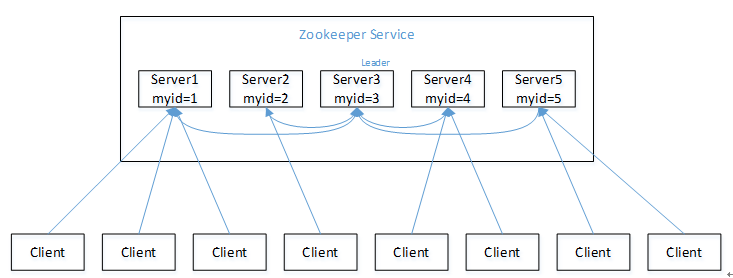 Zookeeper Service
Leader
Server1 Server2 Server3 Server4 Server5
myid=1 myid=2 myid=3 myid=4 myid=5
Client Client Client Client Client Client Client Client